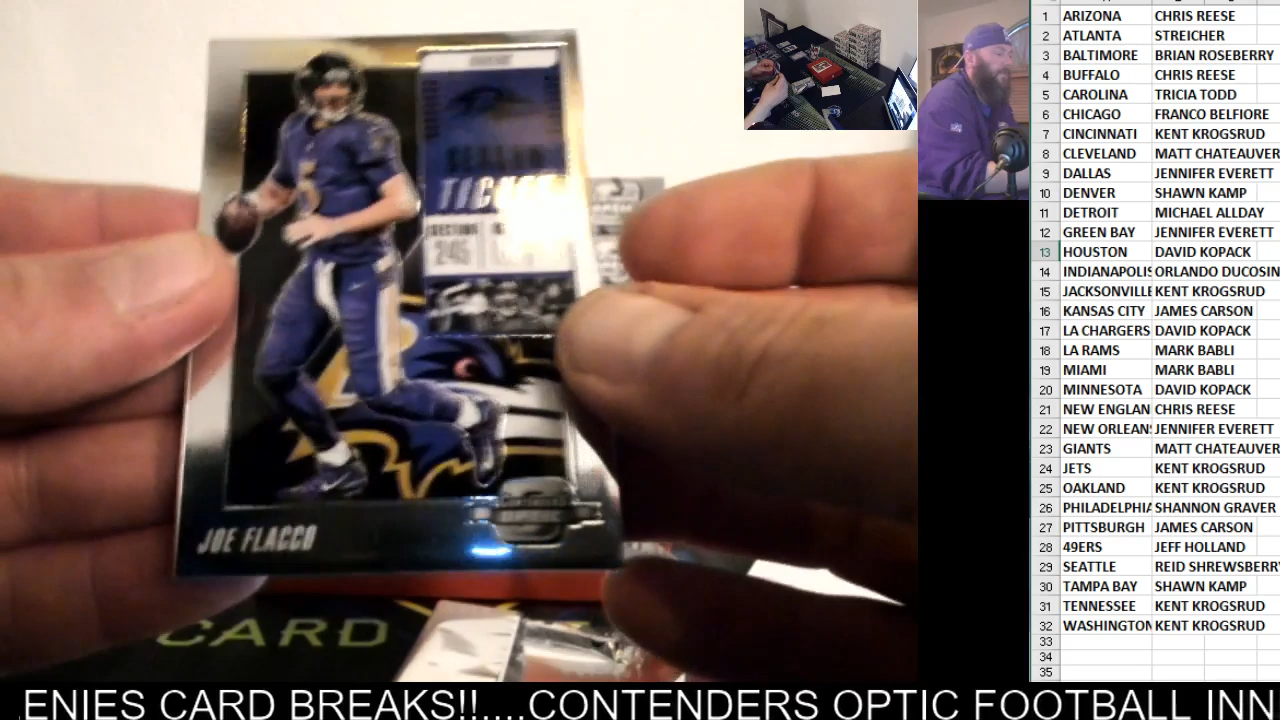 SEASON
TICKET
SECTION
245
5
JOE FLACCO
CARD
1 ARIZONA CHRIS REESE
2 ATLANTA STREICHER
3 BALTIMORE BRIAN ROSEBERRY
4 BUFFALO CHRIS REESE
5 CAROLINA TRICIA TODD
6 CHICAGO FRANCO BELFIORE
7 CINCINNATI KENT KROGSRUD
8 CLEVELAND MATT CHATEAUVER
9 DALLAS JENNIFER EVERETT
10 DENVER SHAWN KAMP
11 DETROIT MICHAEL ALLDAY
12 GREEN BAY JENNIFER EVERETT
13 HOUSTON DAVID KOPACK
14 INDIANAPOLIS ORLANDO DUCOSIN
15 JACKSONVILLE KENT KROGSRUD
16 KANSAS CITY JAMES CARSON
17 LA CHARGERS DAVID KOPACK
18 LA RAMS MARK BABLI
19 MIAMI MARK BABLI
20 MINNESOTA DAVID KOPACK
21 NEW ENGLAN CHRIS REESE
22 NEW ORLEANS JENNIFER EVERETT
23 GIANTS MATT CHATEAUVER
24 JETS KENT KROGSRUD
25 OAKLAND KENT KROGSRUD
26 PHILADELPHIA SHANNON GRAVER
27 PITTSBURGH JAMES CARSON
28 49ERS JEFF HOLLAND
29 SEATTLE REID SHREWSBERRY
30 TAMPA BAY SHAWN KAMP
31 TENNESSEE KENT KROGSRUD
32 WASHINGTON KENT KROGSRUD
33
34
35
ENIES CARD BREAKS!!....CONTENDERS OPTIC FOOTBALL INN